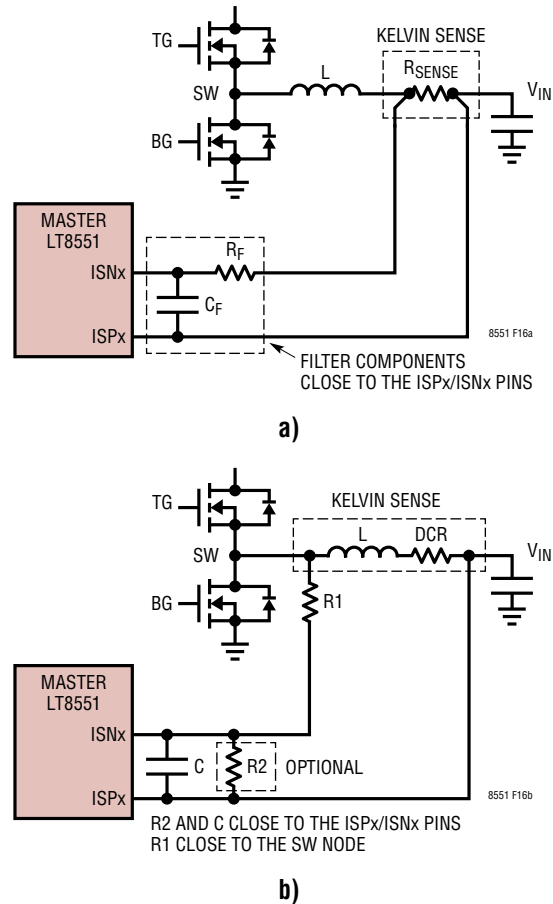 KELVIN SENSE
TG
L
RSENSE
VIN
SW
BG
MASTER
LT8551
ISNx
RF
CF
ISPx
8551 F16a
FILTER COMPONENTS
CLOSE TO THE ISPx/ISNx PINS
a)
KELVIN SENSE
TG
L
DCR
VIN
SW
R1
BG
MASTER
LT8551
ISNx
C
R2
OPTIONAL
ISPx
8551 F16b
R2 AND C CLOSE TO THE ISPx/ISNx PINS
R1 CLOSE TO THE SW NODE
b)